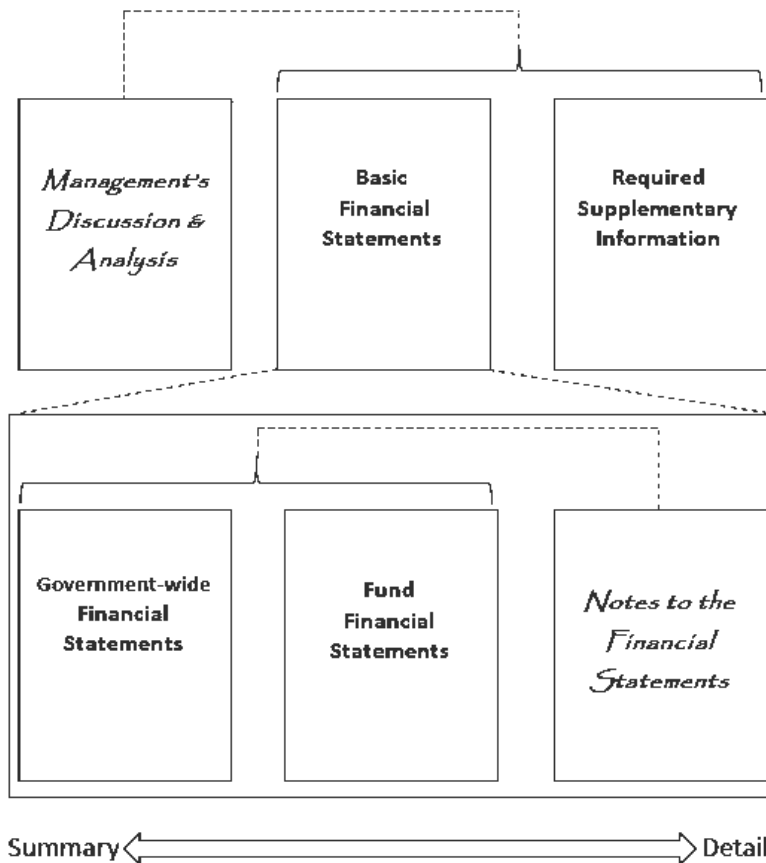 Management's
Discussion &
Analysis
Basic
Financial
Statements
Required
Supplementary
Information
Government-wide
Financial
Statements
Fund
Financial
Statements
Notes to the
Financial
Statements
Summary
Detail